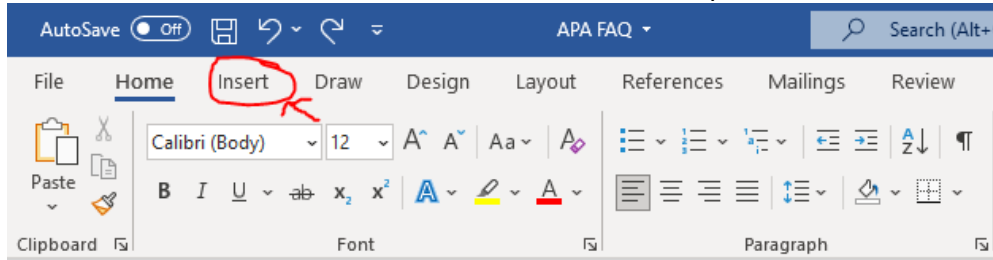 AutoSave Off APA FAQ Search (Alt+
File Home Insert Draw Design Layout References Mailings Review
Calibri (Body) 12 A^ A˅ Aa A
Paste B I U ab x₂ x² A A
Clipboard Font Paragraph